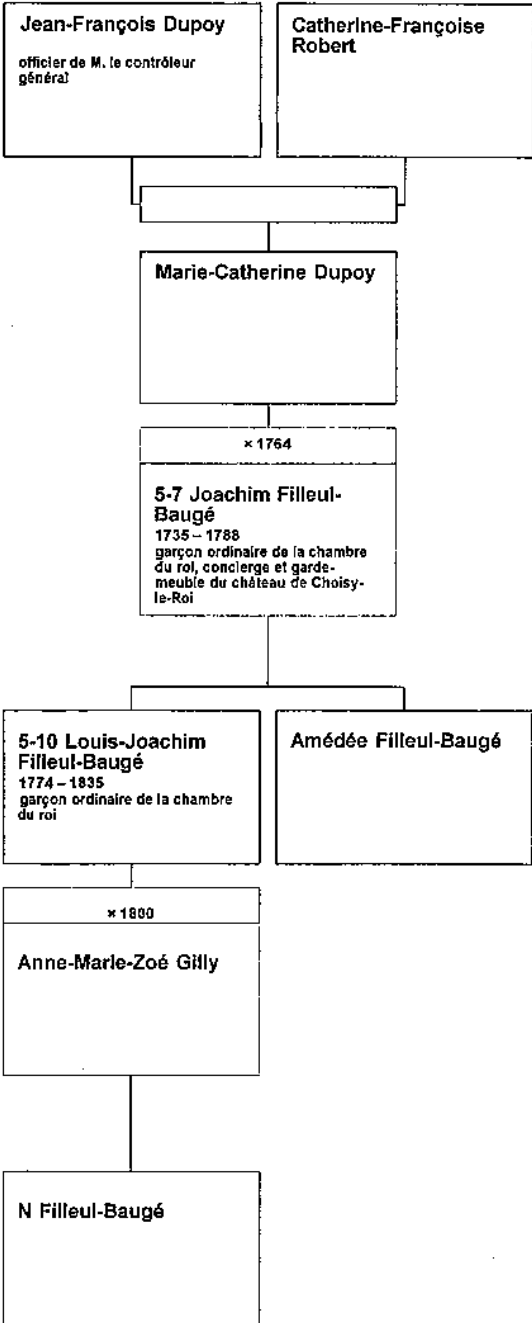 Jean-François Dupoy
officier de M. le contrôleur
général
Catherine-Françoise
Robert
Marie-Catherine Dupoy
× 1764
5-7 Joachim Filleul-
Baugé
1735 – 1788
garçon ordinaire de la chambre
du roi, concierge et garde-
meuble du château de Choisy-
le-Roi
5-10 Louis-Joachim
Filleul-Baugé
1774 – 1835
garçon ordinaire de la chambre
du roi
Amédée Filleul-Baugé
× 1800
Anne-Marie-Zoé Gilly
N Filleul-Baugé